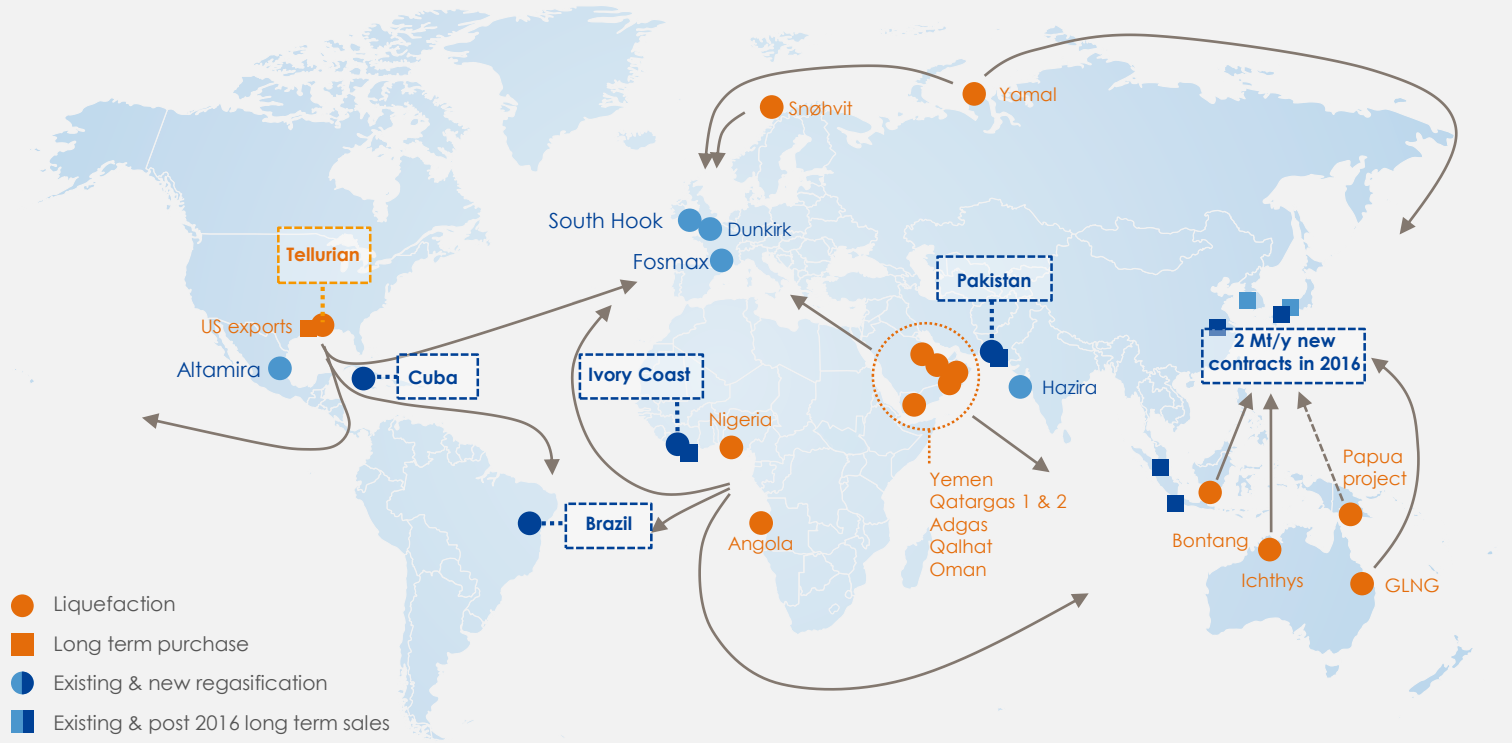 Snøhvit
Yamal
South Hook
Dunkirk
Fosmax
Tellurian
US exports
Altamira
Cuba
Ivory Coast
Nigeria
Pakistan
Hazira
2 Mt/y new
contracts in 2016
Brazil
Angola
Yemen
Qatargas 1 & 2
Adgas
Qalhat
Oman
Papua
project
Bontang
Ichthys
GLNG
Liquefaction
Long term purchase
Existing & new regasification
Existing & post 2016 long term sales